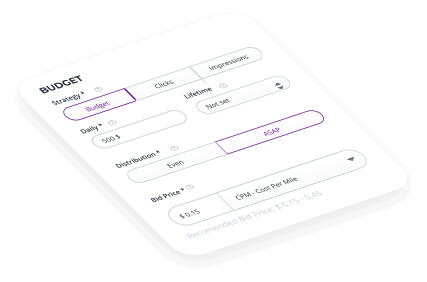 BUDGET
Strategy * ?
Budget Clicks Impressions
Daily * ? Lifetime ?
500 $ Not set
Distribution * ?
Even ASAP
Bid Price * ?
$ 0.15 CPM - Cost Per Mile
Recomended Bid Price: $ 0.15 - 0.45